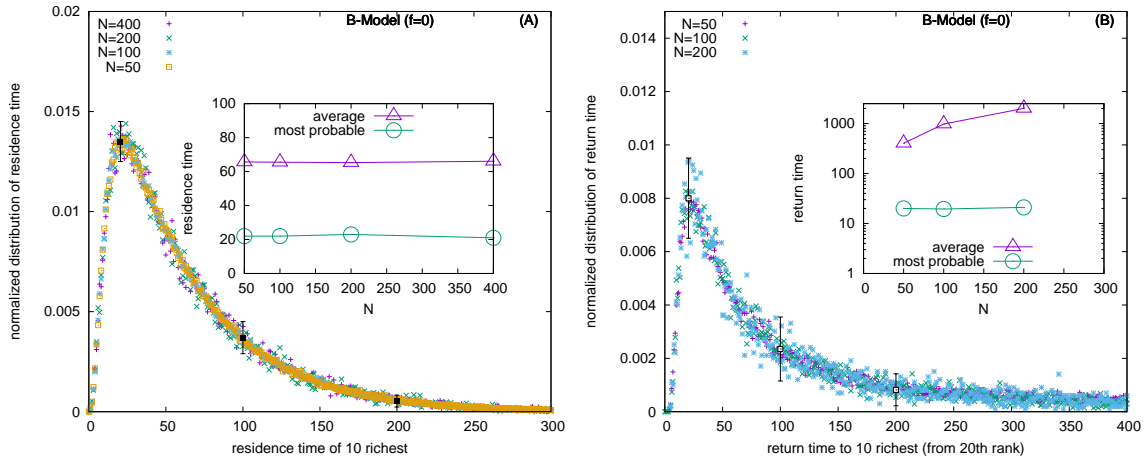 B-Model (f=0)
(A)
N=400
N=200
N=100
N=50
normalized distribution of residence time
0.02
0.015
0.01
0.005
0
0 50 100 150 200 250 300
residence time of 10 richest
average
most probable
residence time
100
80
60
40
20
0
50 100 150 200 250 300 350 400
N
B-Model (f=0)
(B)
N=50
N=100
N=200
normalized distribution of return time
0.014
0.012
0.01
0.008
0.006
0.004
0.002
0
0 50 100 150 200 250 300 350 400
return time to 10 richest (from 20th rank)
return time
1000
100
10
1
average
most probable
0 50 100 150 200 250 300
N